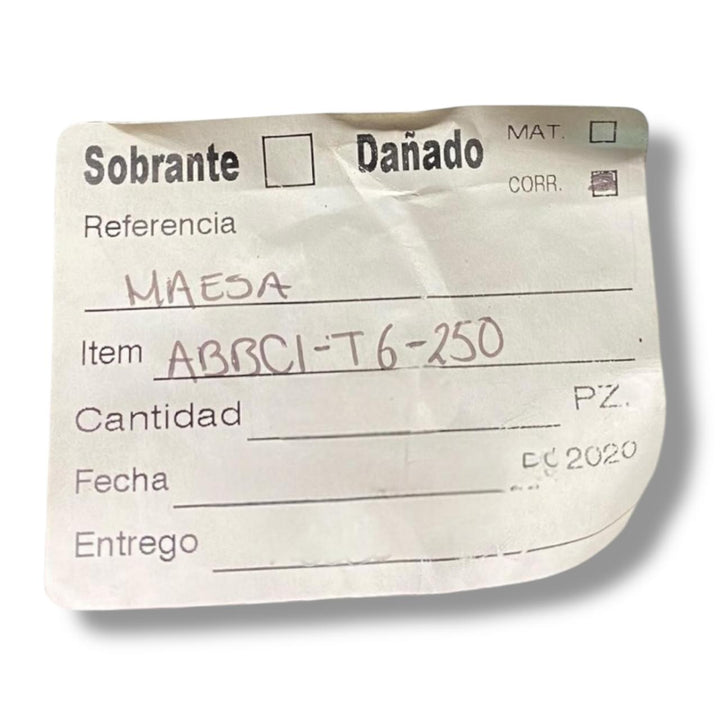 Sobrante Dañado MAT.
CORR.
Referencia
MAESA
Item ABBCI-T6-250
Cantidad PZ.
Fecha 2020
Entrego